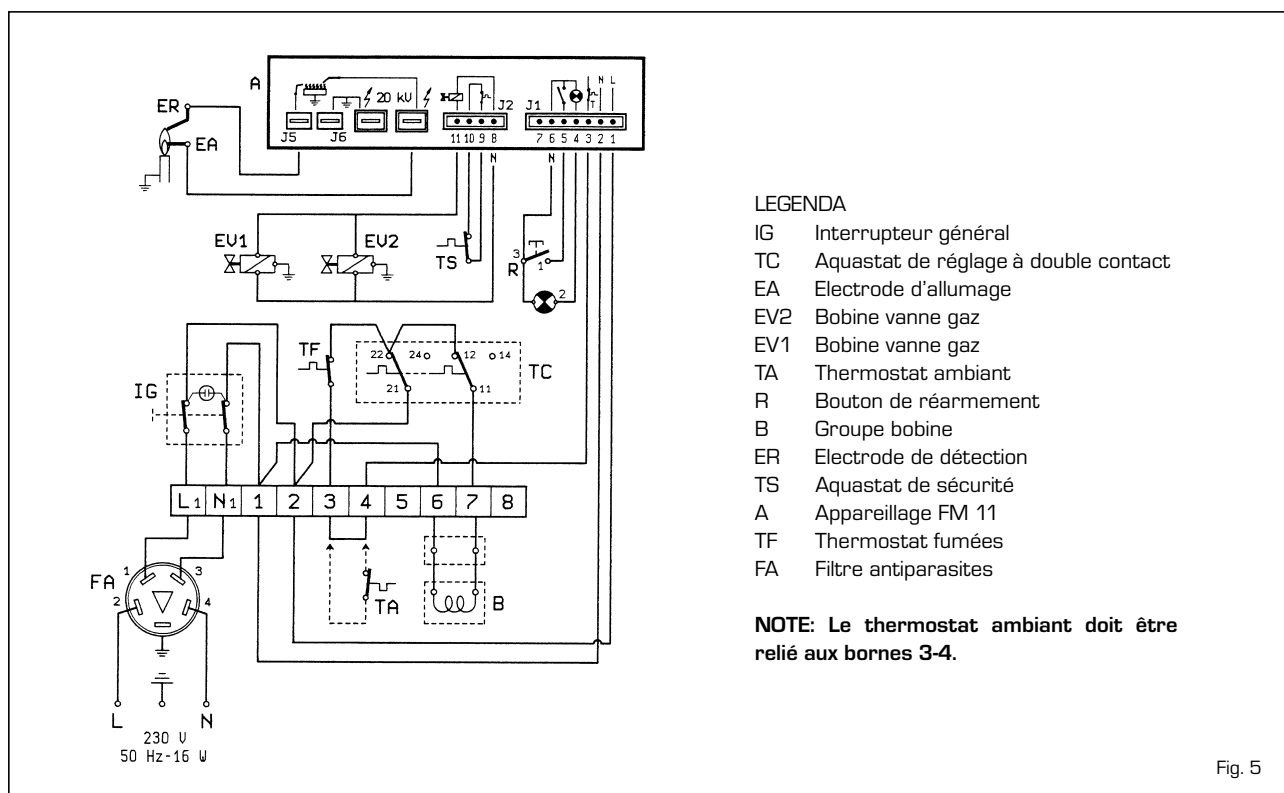 A
ER
EA
20 kV
J5
J6
J2
J1
N L
T
11 10 9 8
7 6 5 4 3 2 1
N
N
EV1
EV2
TS
3
R
1
2
TF
22
24
12
14
TC
21
11
IG
L1 N1 1 2 3 4 5 6 7 8
FA
1
3
2
4
TA
B
L
N
230 V
50 Hz-16 W
LEGENDA
IG Interrupteur général
TC Aquastat de réglage à double contact
EA Electrode d'allumage
EV2 Bobine vanne gaz
EV1 Bobine vanne gaz
TA Thermostat ambiant
R Bouton de réarmement
B Groupe bobine
ER Electrode de détection
TS Aquastat de sécurité
A Appareillage FM 11
TF Thermostat fumées
FA Filtre antiparasites
NOTE: Le thermostat ambiant doit être
relié aux bornes 3-4.
Fig. 5